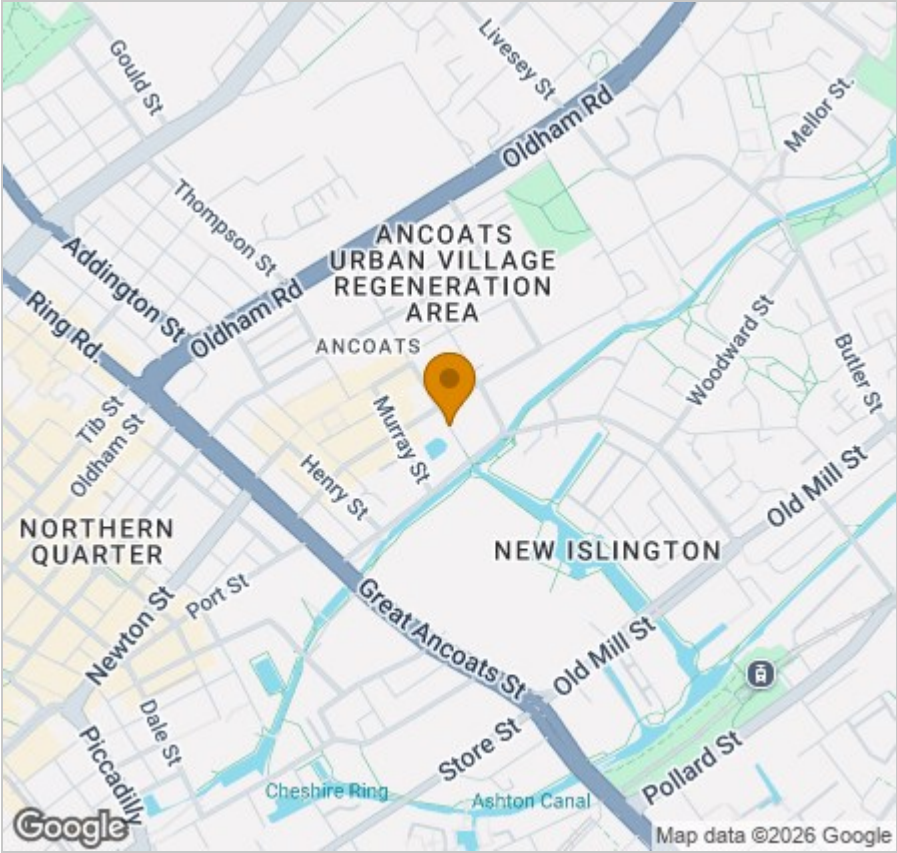 Gould St
Livesey St
Oldham Rd
Mellor St.
Thompson St
ANCOATS
URBAN VILLAGE
REGENERATION
AREA
Addington St
Oldham Rd
Ring Rd.
ANCOATS
Woodward St
Butler St
Tib St
Oldham St
Murray St
Henry St
Old Mill St
NORTHERN
QUARTER
NEW ISLINGTON
Port St
Newton St
Great Ancoats St
Old Mill St
Dale St
Piccadilly
Store St
Pollard St
Cheshire Ring
Ashton Canal
Google
Map data ©2026 Google